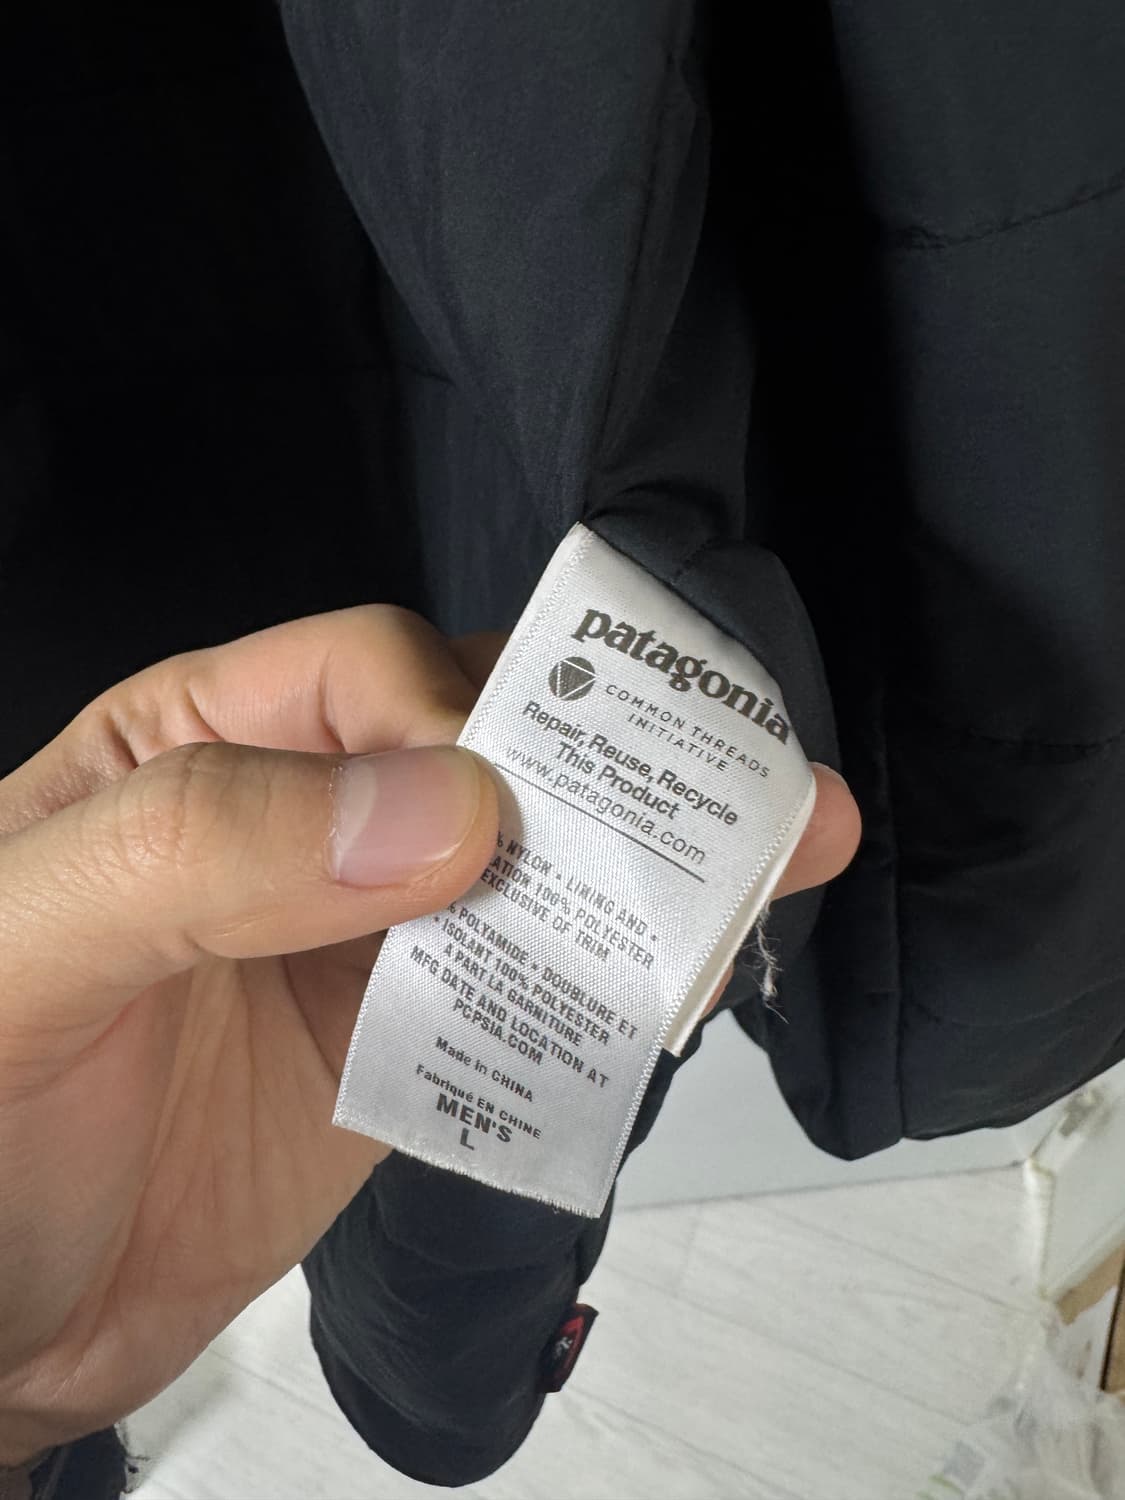 patagonia
COMMON THREADS
INITIATIVE
Repair, Reuse, Recycle
This Product
www.patagonia.com
% NYLON • LINING AND •
ATION 100% POLYESTER
EXCLUSIVE OF TRIM
% POLYAMIDE • DOUBLURE ET
• ISOLANT 100% POLYESTER
A PART LA GARNITURE
MFG DATE AND LOCATION AT
PCPSIA.COM
Made in CHINA
Fabriqué EN CHINE
MEN'S
L